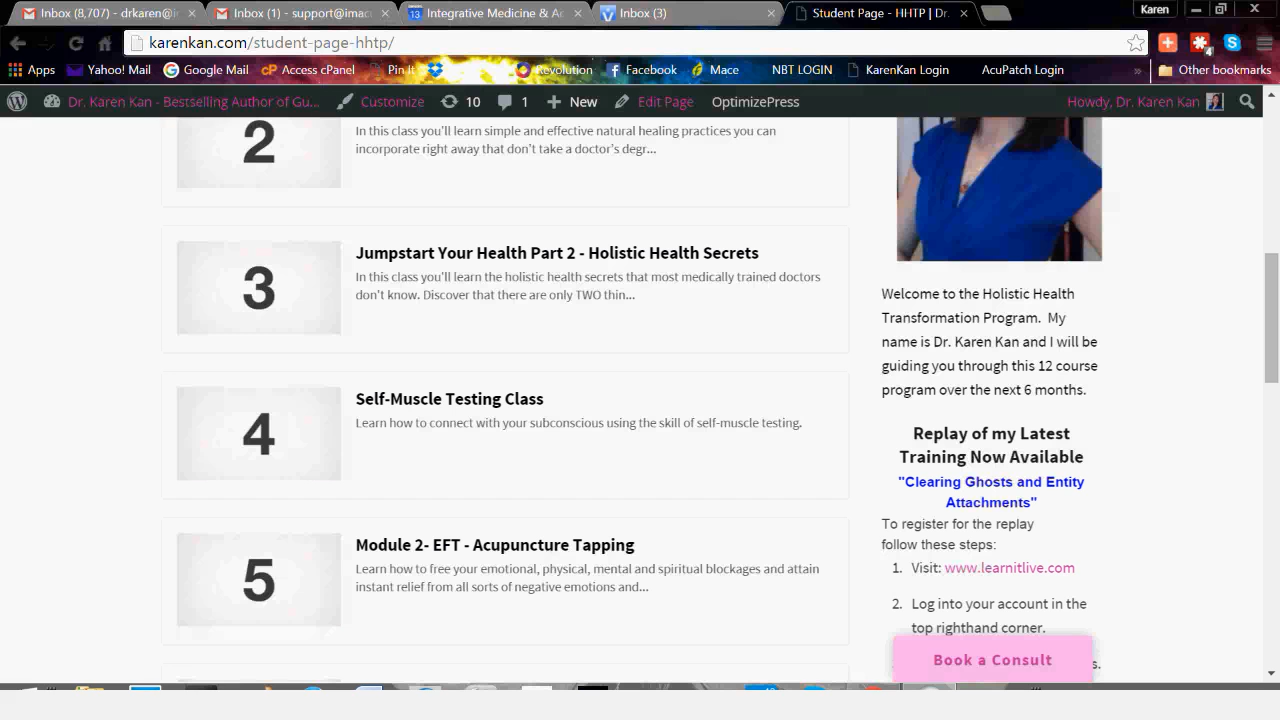 Inbox (8,707) - drkaren@i
Inbox (1) - support@imacu
13
Integrative Medicine & Ac
Inbox (3)
Student Page - HHTP | Dr.
Karen
karenkan.com/student-page-hhtp/
4
Apps
Yahoo! Mail
Google Mail
cP Access cPanel
Pin It
Revolution
Facebook
Mace
NBT LOGIN
KarenKan Login
AcuPatch Login
»
Other bookmarks
Dr. Karen Kan - Bestselling Author of Gu...
Customize
10
1
New
Edit Page
OptimizePress
Howdy, Dr. Karen Kan
2
In this class you'll learn simple and effective natural healing practices you can
incorporate right away that don't take a doctor's degr...
3
Jumpstart Your Health Part 2 - Holistic Health Secrets
In this class you'll learn the holistic health secrets that most medically trained doctors
don't know. Discover that there are only TWO thin...
4
Self-Muscle Testing Class
Learn how to connect with your subconscious using the skill of self-muscle testing.
5
Module 2- EFT - Acupuncture Tapping
Learn how to free your emotional, physical, mental and spiritual blockages and attain
instant relief from all sorts of negative emotions and...
Welcome to the Holistic Health
Transformation Program. My
name is Dr. Karen Kan and I will be
guiding you through this 12 course
program over the next 6 months.
Replay of my Latest
Training Now Available
"Clearing Ghosts and Entity
Attachments"
To register for the replay
follow these steps:
1. Visit: www.learnitlive.com
2. Log into your account in the
top righthand corner.
Book a Consult
s.